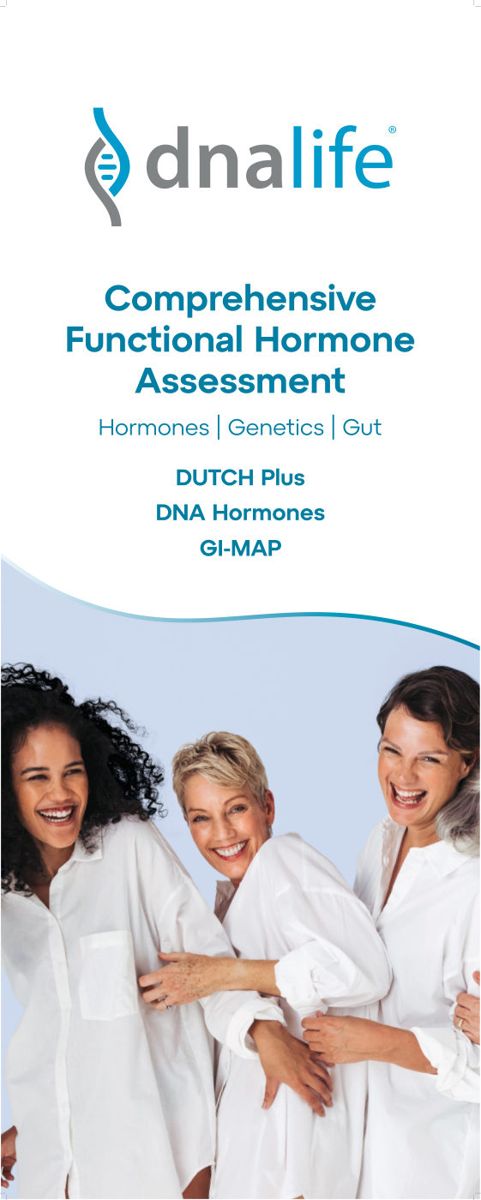 dnalife®
Comprehensive
Functional Hormone
Assessment
Hormones | Genetics | Gut
DUTCH Plus
DNA Hormones
GI-MAP